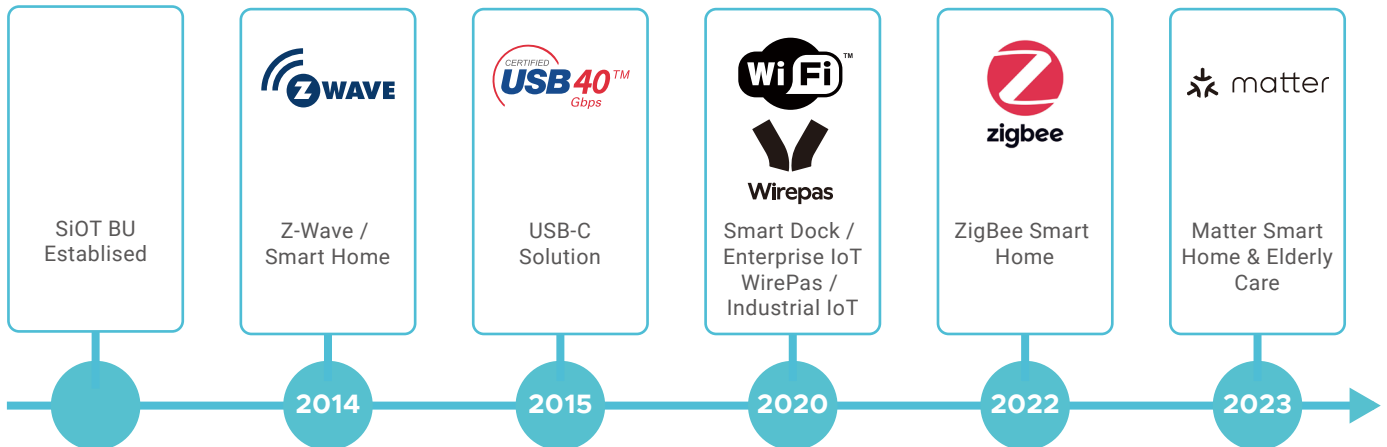 SiOT BU
Establised
Z WAVE
Z-Wave /
Smart Home
CERTIFIED
USB 40™
Gbps
USB-C
Solution
Wi Fi™
Wirepas
Smart Dock /
Enterprise IoT
WirePas /
Industrial IoT
zigbee
ZigBee Smart
Home
matter
Matter Smart
Home & Elderly
Care
2014
2015
2020
2022
2023